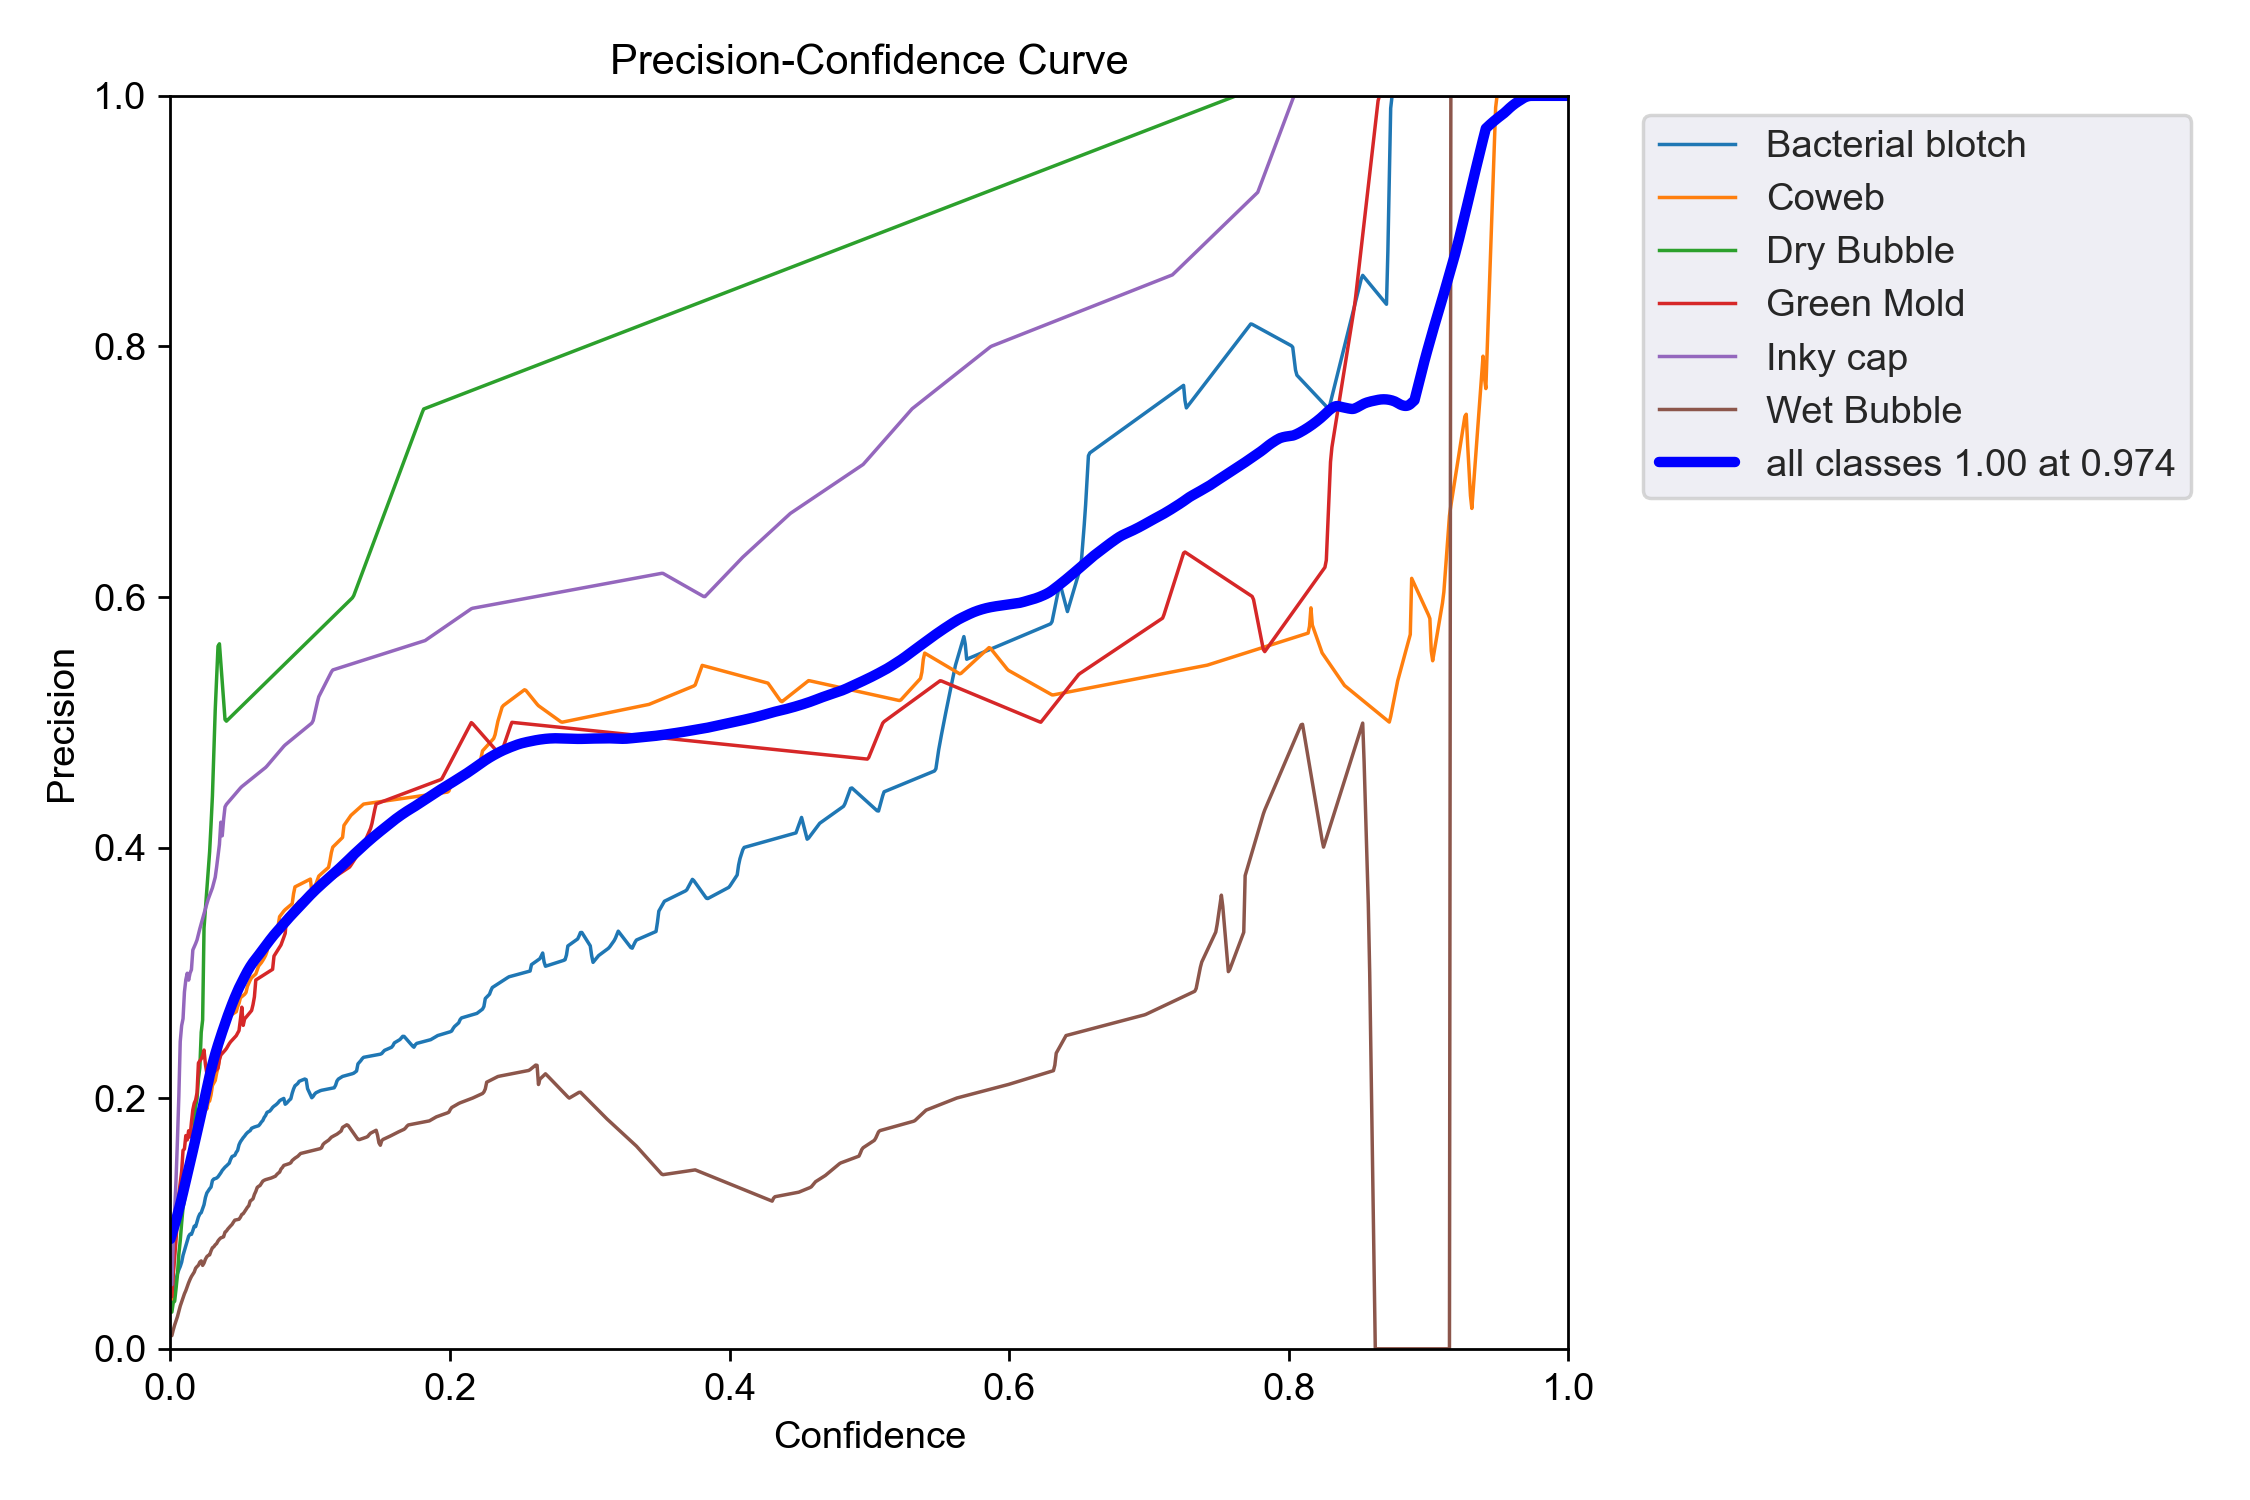 Precision-Confidence Curve
1.0
0.8
0.6
0.4
0.2
0.0
Precision
0.0 0.2 0.4 0.6 0.8 1.0
Confidence
Bacterial blotch
Coweb
Dry Bubble
Green Mold
Inky cap
Wet Bubble
all classes 1.00 at 0.974